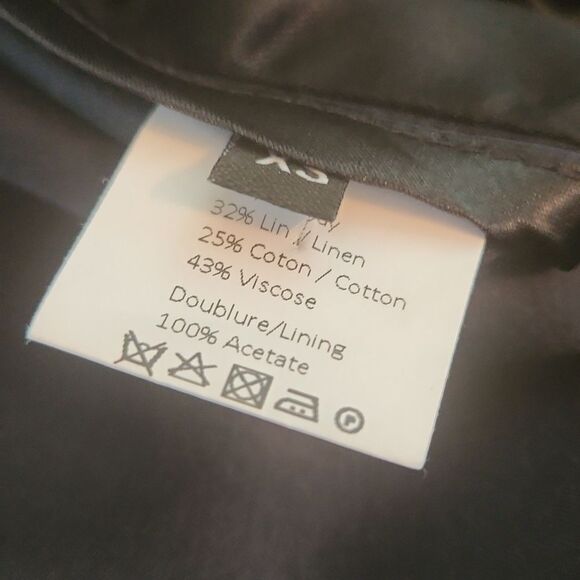 XS
32% Lin / Linen
25% Coton / Cotton
43% Viscose
Doublure/Lining
100% Acetate
P